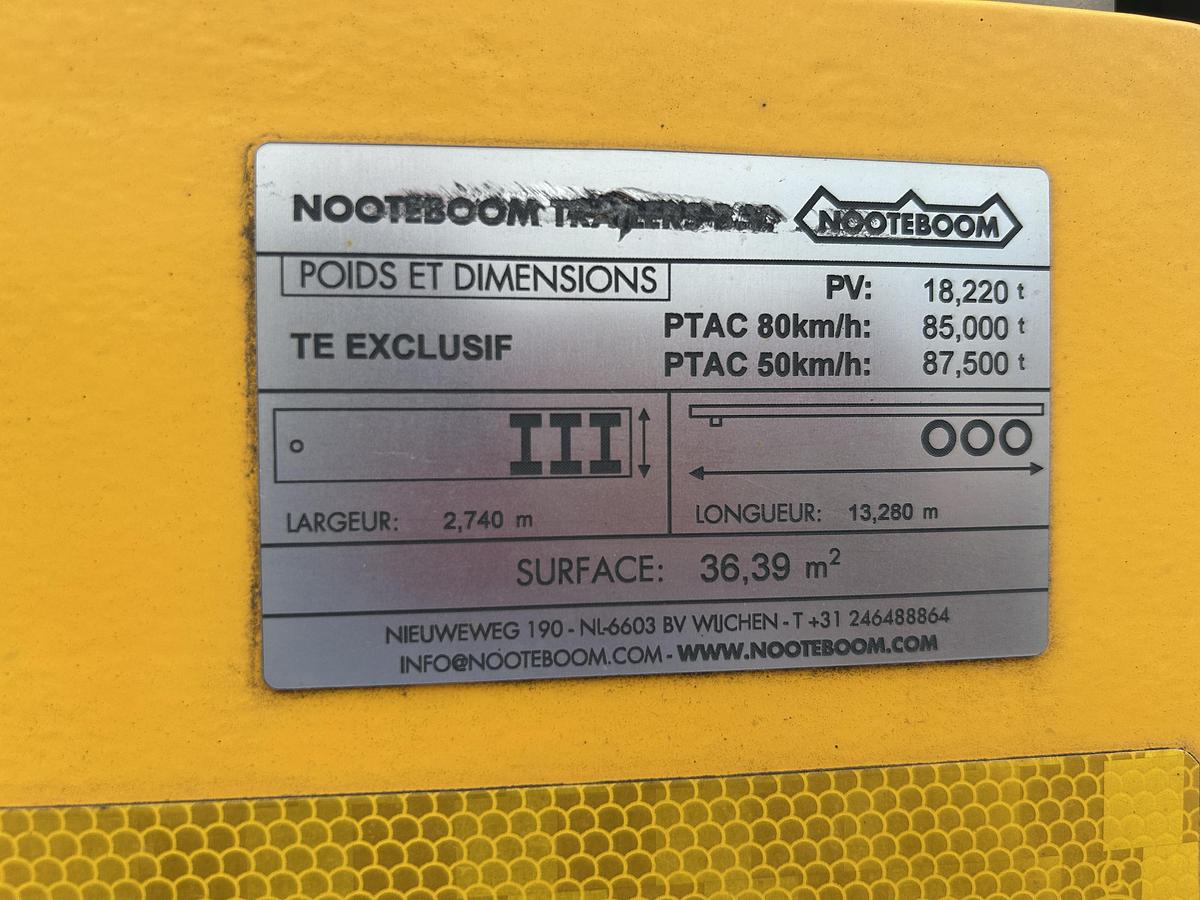 NOOTEBOOM TRAILERS B.V. NOOTEBOOM
POIDS ET DIMENSIONS PV: 18,220 t
PTAC 80km/h: 85,000 t
TE EXCLUSIF
PTAC 50km/h: 87,500 t
LARGEUR: 2,740 m LONGUEUR: 13,280 m
SURFACE: 36,39 m²
NIEUWEWEG 190 - NL-6603 BV WIJCHEN - T +31 246488864
INFO@NOOTEBOOM.COM - WWW.NOOTEBOOM.COM